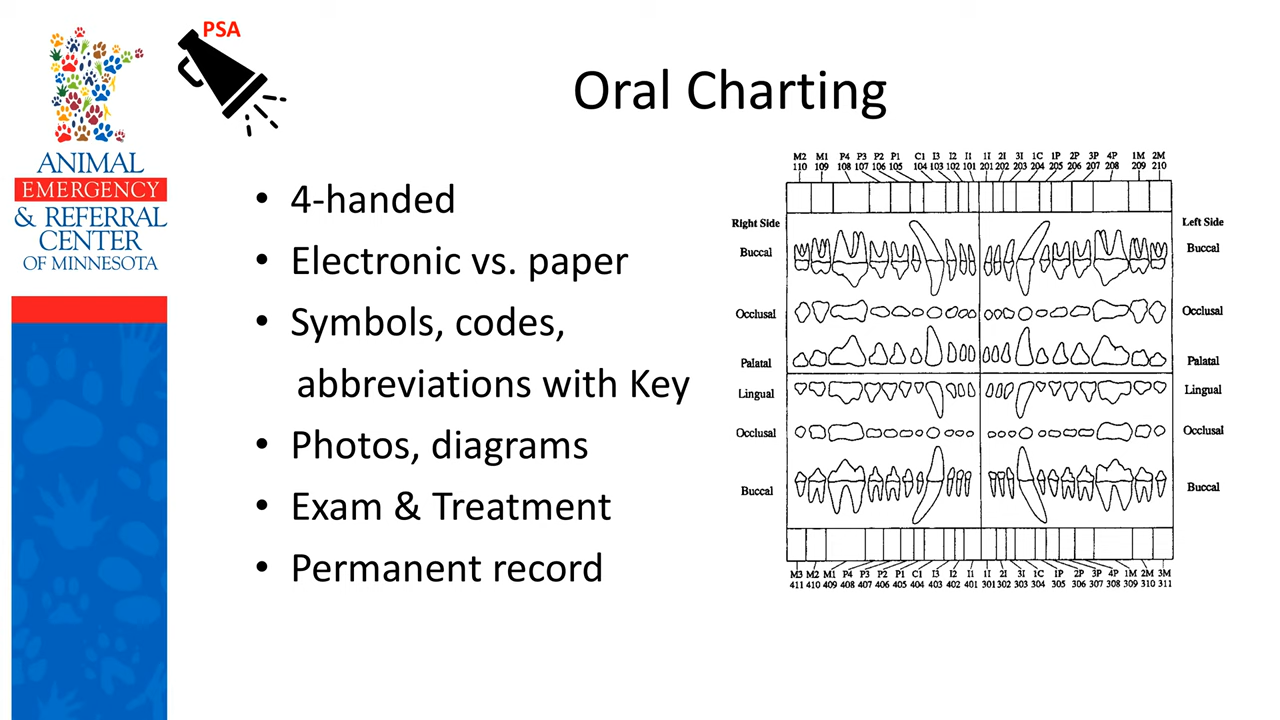 PSA
ANIMAL
EMERGENCY
& REFERRAL
CENTER
OF MINNESOTA
Oral Charting
• 4-handed
• Electronic vs. paper
• Symbols, codes,
abbreviations with Key
• Photos, diagrams
• Exam & Treatment
• Permanent record
M2 M1 P4 P3 P2 P1 C1 I3 I2 I1 1I 2I 3I 1C 1P 2P 3P 4P 1M 2M
110 109 108 107 106 105 104 103 102 101 201 202 203 204 205 206 207 208 209 210
Right Side Left Side
Buccal Buccal
Occlusal Occlusal
Palatal Palatal
Lingual Lingual
Occlusal Occlusal
Buccal Buccal
M3 M2 M1 P4 P3 P2 P1 C1 I3 I2 I1 1I 2I 3I 1C 1P 2P 3P 4P 1M 2M 3M
411 410 409 408 407 406 405 404 403 402 401 301 302 303 304 305 306 307 308 309 310 311